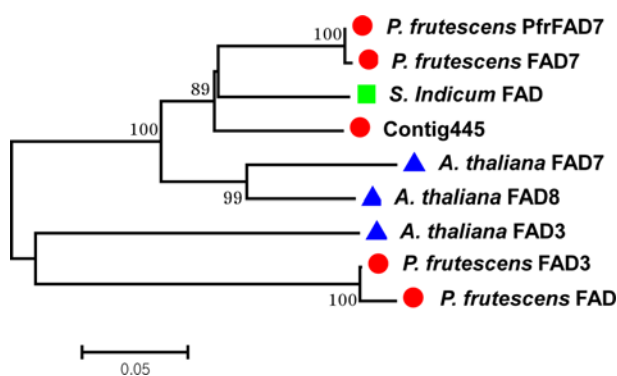 P. frutescens PfrFAD7
100
P. frutescens FAD7
S. Indicum FAD
89
Contig445
100
A. thaliana FAD7
A. thaliana FAD8
99
A. thaliana FAD3
P. frutescens FAD3
100
P. frutescens FAD
0.05